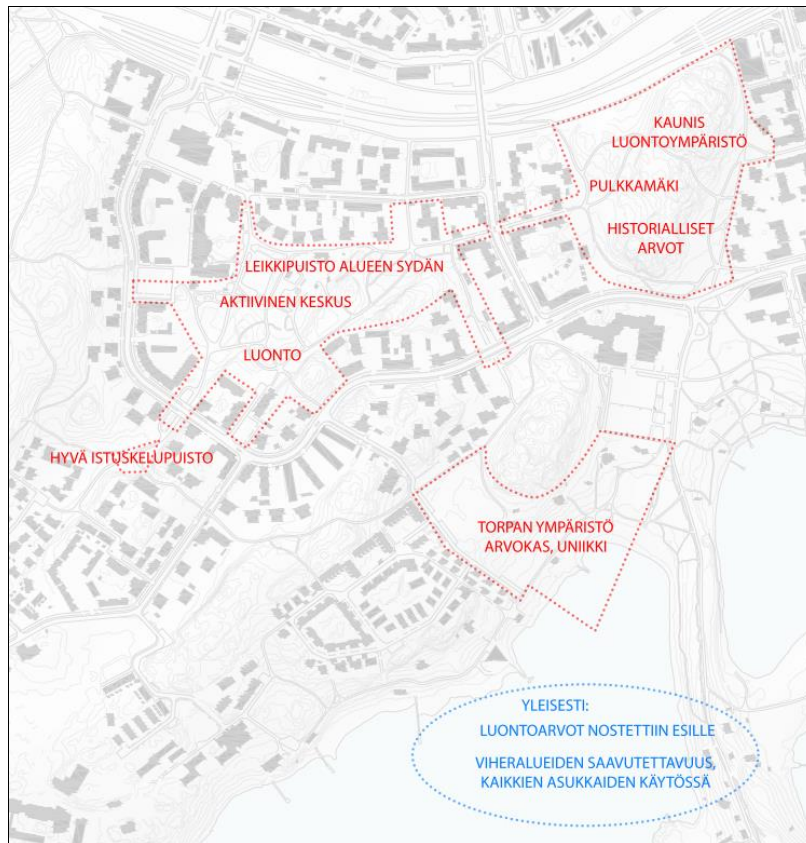 KAUNIS
LUONTOYMPÄRISTÖ
PULKKAMÄKI
HISTORIALLISET
ARVOT
LEIKKIPUISTO ALUEEN SYDÄN
AKTIIVINEN KESKUS
LUONTO
HYVÄ ISTUSKELUPUISTO
TORPAN YMPÄRISTÖ
ARVOKAS, UNIIKKI
YLEISESTI:
LUONTOARVOT NOSTETTIIN ESILLE
VIHERALUEIDEN SAAVUTETTAVUUS,
KAIKKIEN ASUKKAIDEN KÄYTÖSSÄ